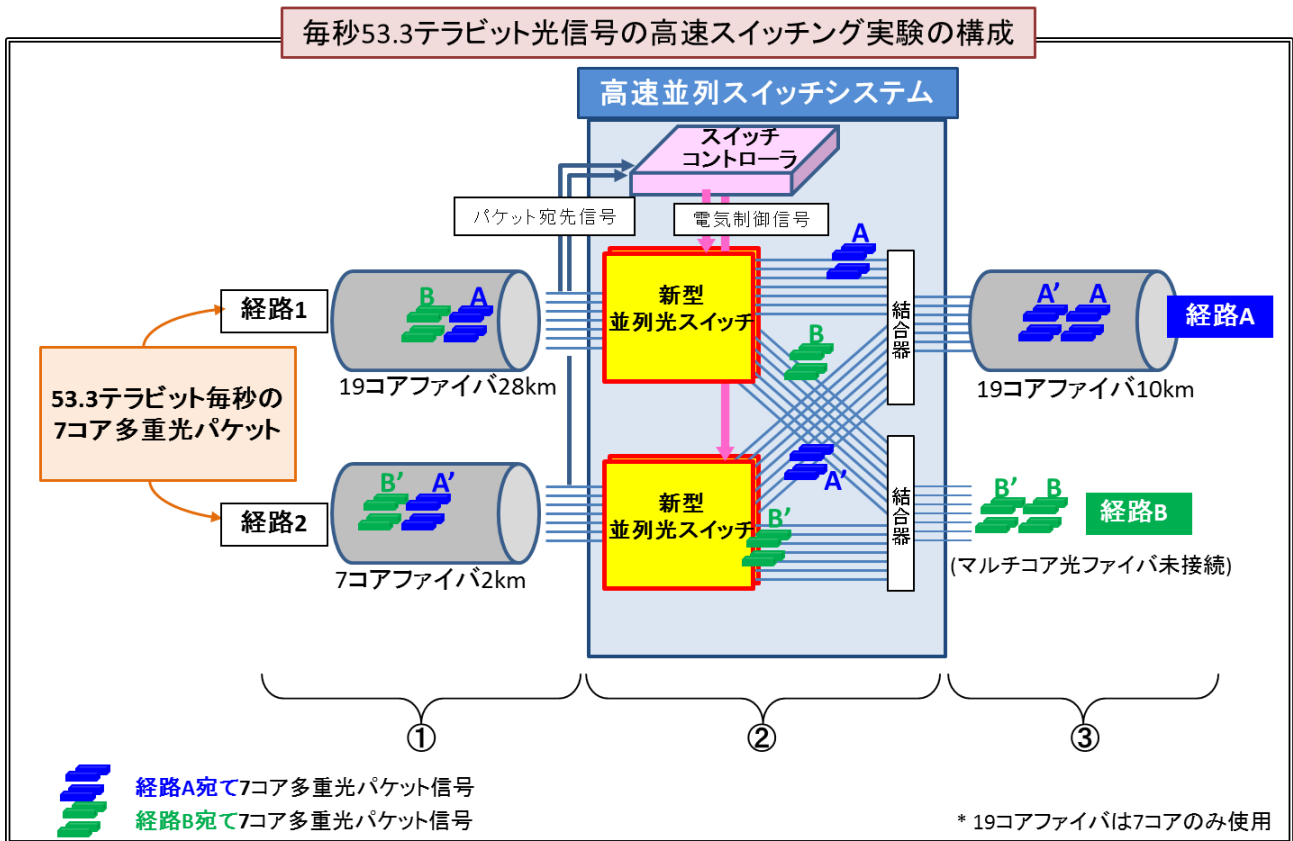 毎秒53.3テラビット光信号の高速スイッチング実験の構成
高速並列スイッチシステム
スイッチ
コントローラ
パケット宛先信号
電気制御信号
経路1
B
A
19コアファイバ28km
新型
並列光スイッチ
A
B
結合器
A'
A
経路A
19コアファイバ10km
53.3テラビット毎秒の
7コア多重光パケット
経路2
B'
A'
7コアファイバ2km
新型
並列光スイッチ
A'
B'
結合器
B'
B
経路B
(マルチコア光ファイバ未接続)
①
②
③
経路A宛て7コア多重光パケット信号
経路B宛て7コア多重光パケット信号
* 19コアファイバは7コアのみ使用